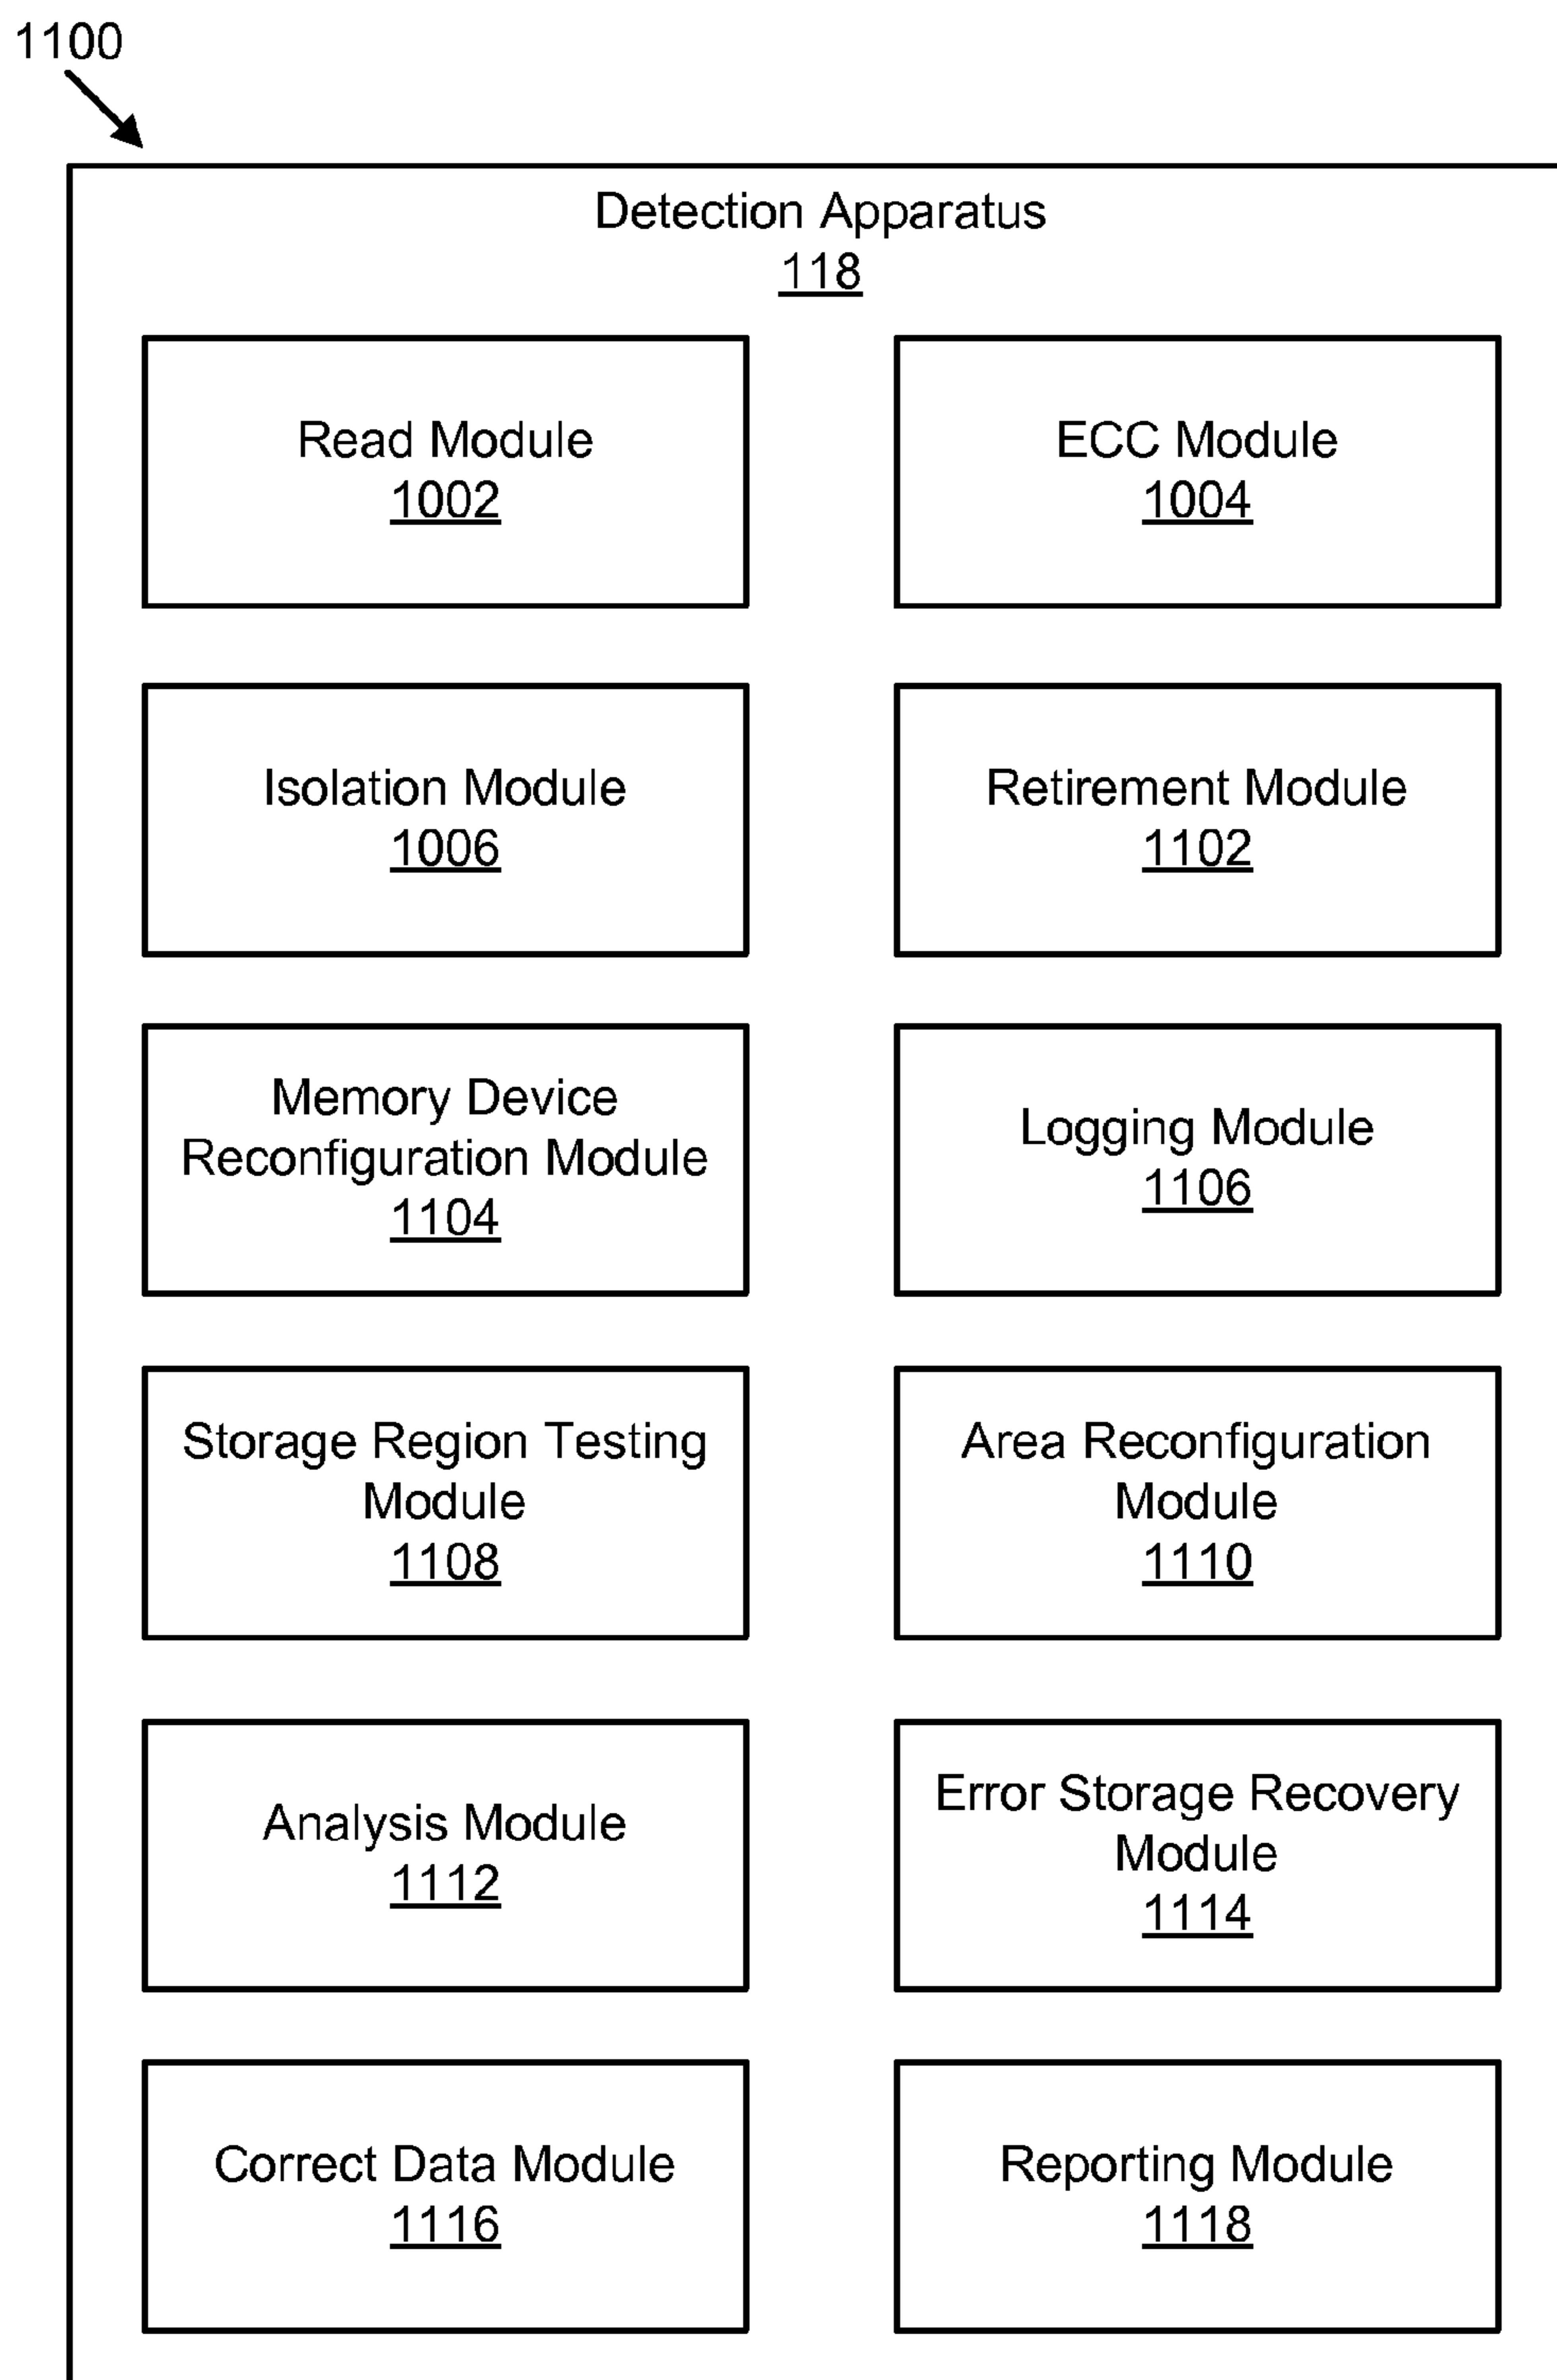 1100
Detection Apparatus
118
Read Module
1002
ECC Module
1004
Isolation Module
1006
Retirement Module
1102
Memory Device
Reconfiguration Module
1104
Logging Module
1106
Storage Region Testing
Module
1108
Area Reconfiguration
Module
1110
Analysis Module
1112
Error Storage Recovery
Module
1114
Correct Data Module
1116
Reporting Module
1118